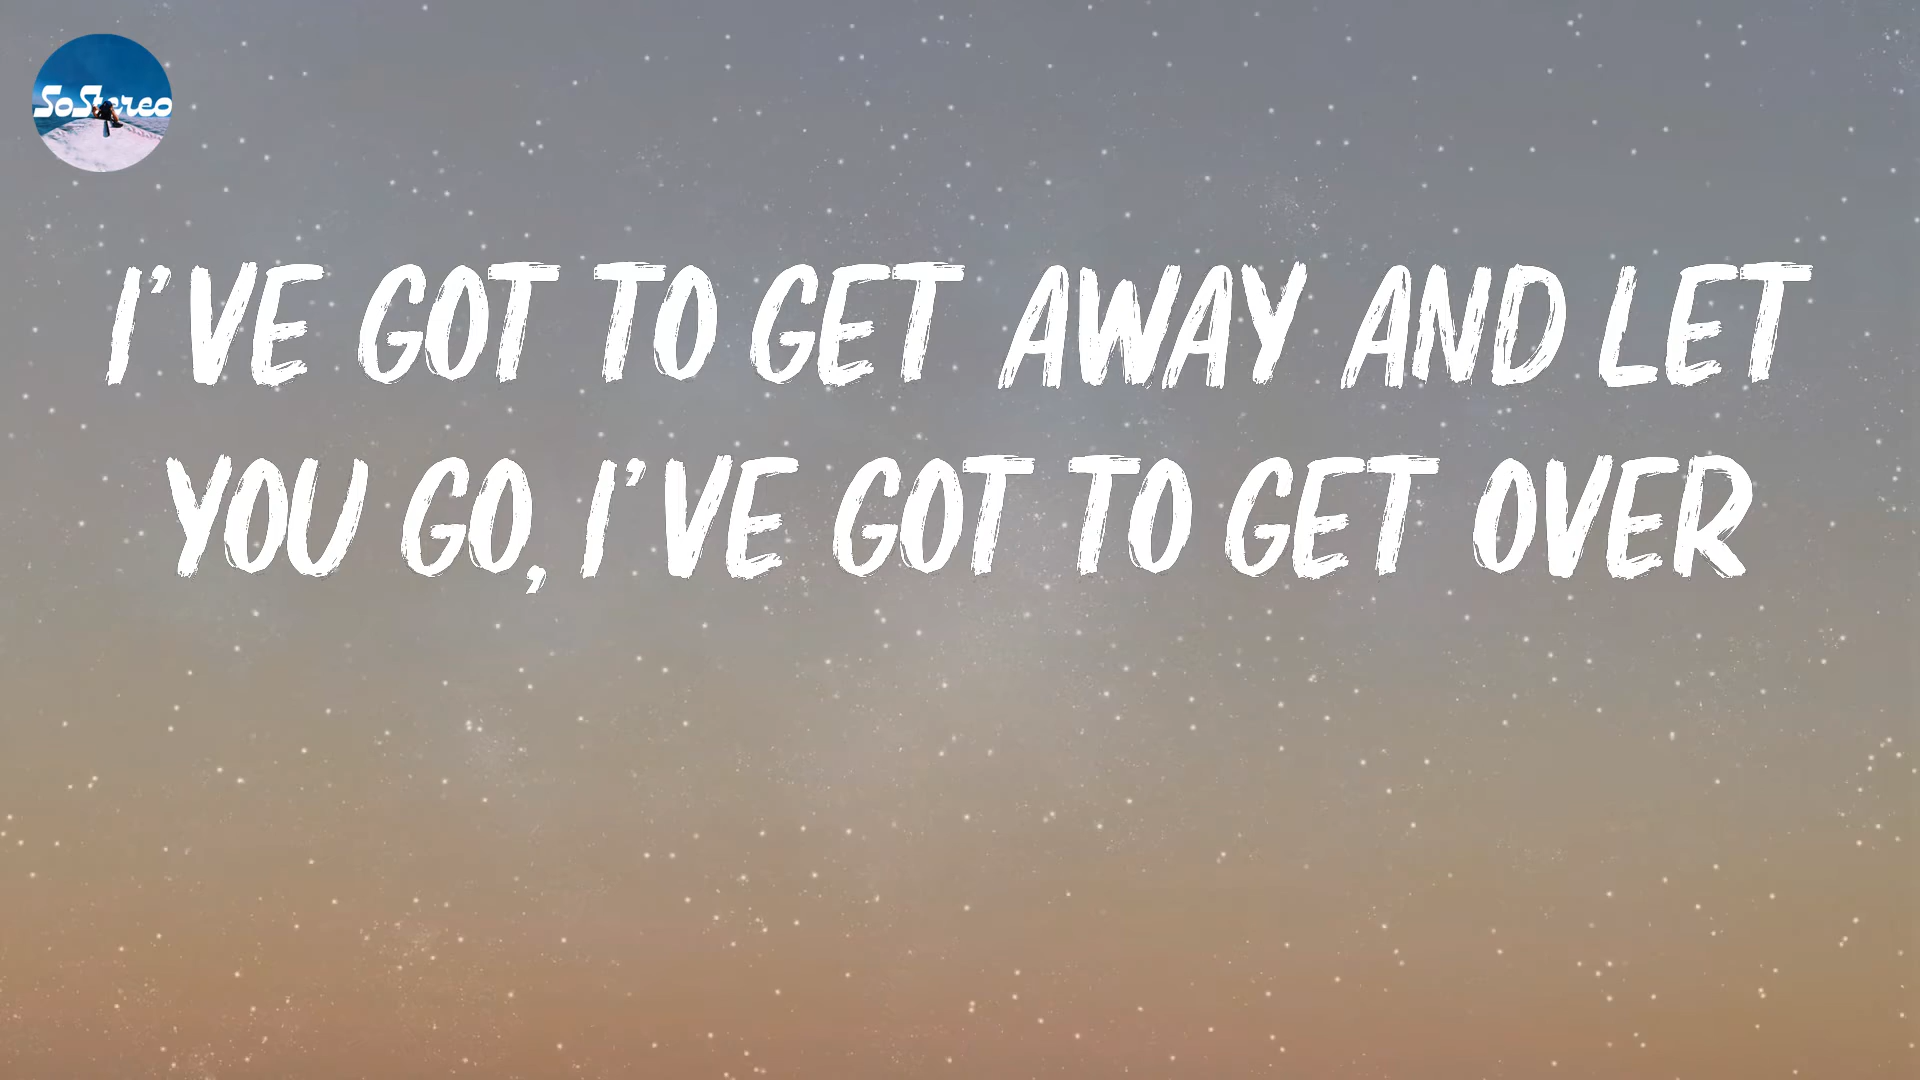 SoStereo
I'VE GOT TO GET AWAY AND LET
YOU GO, I'VE GOT TO GET OVER